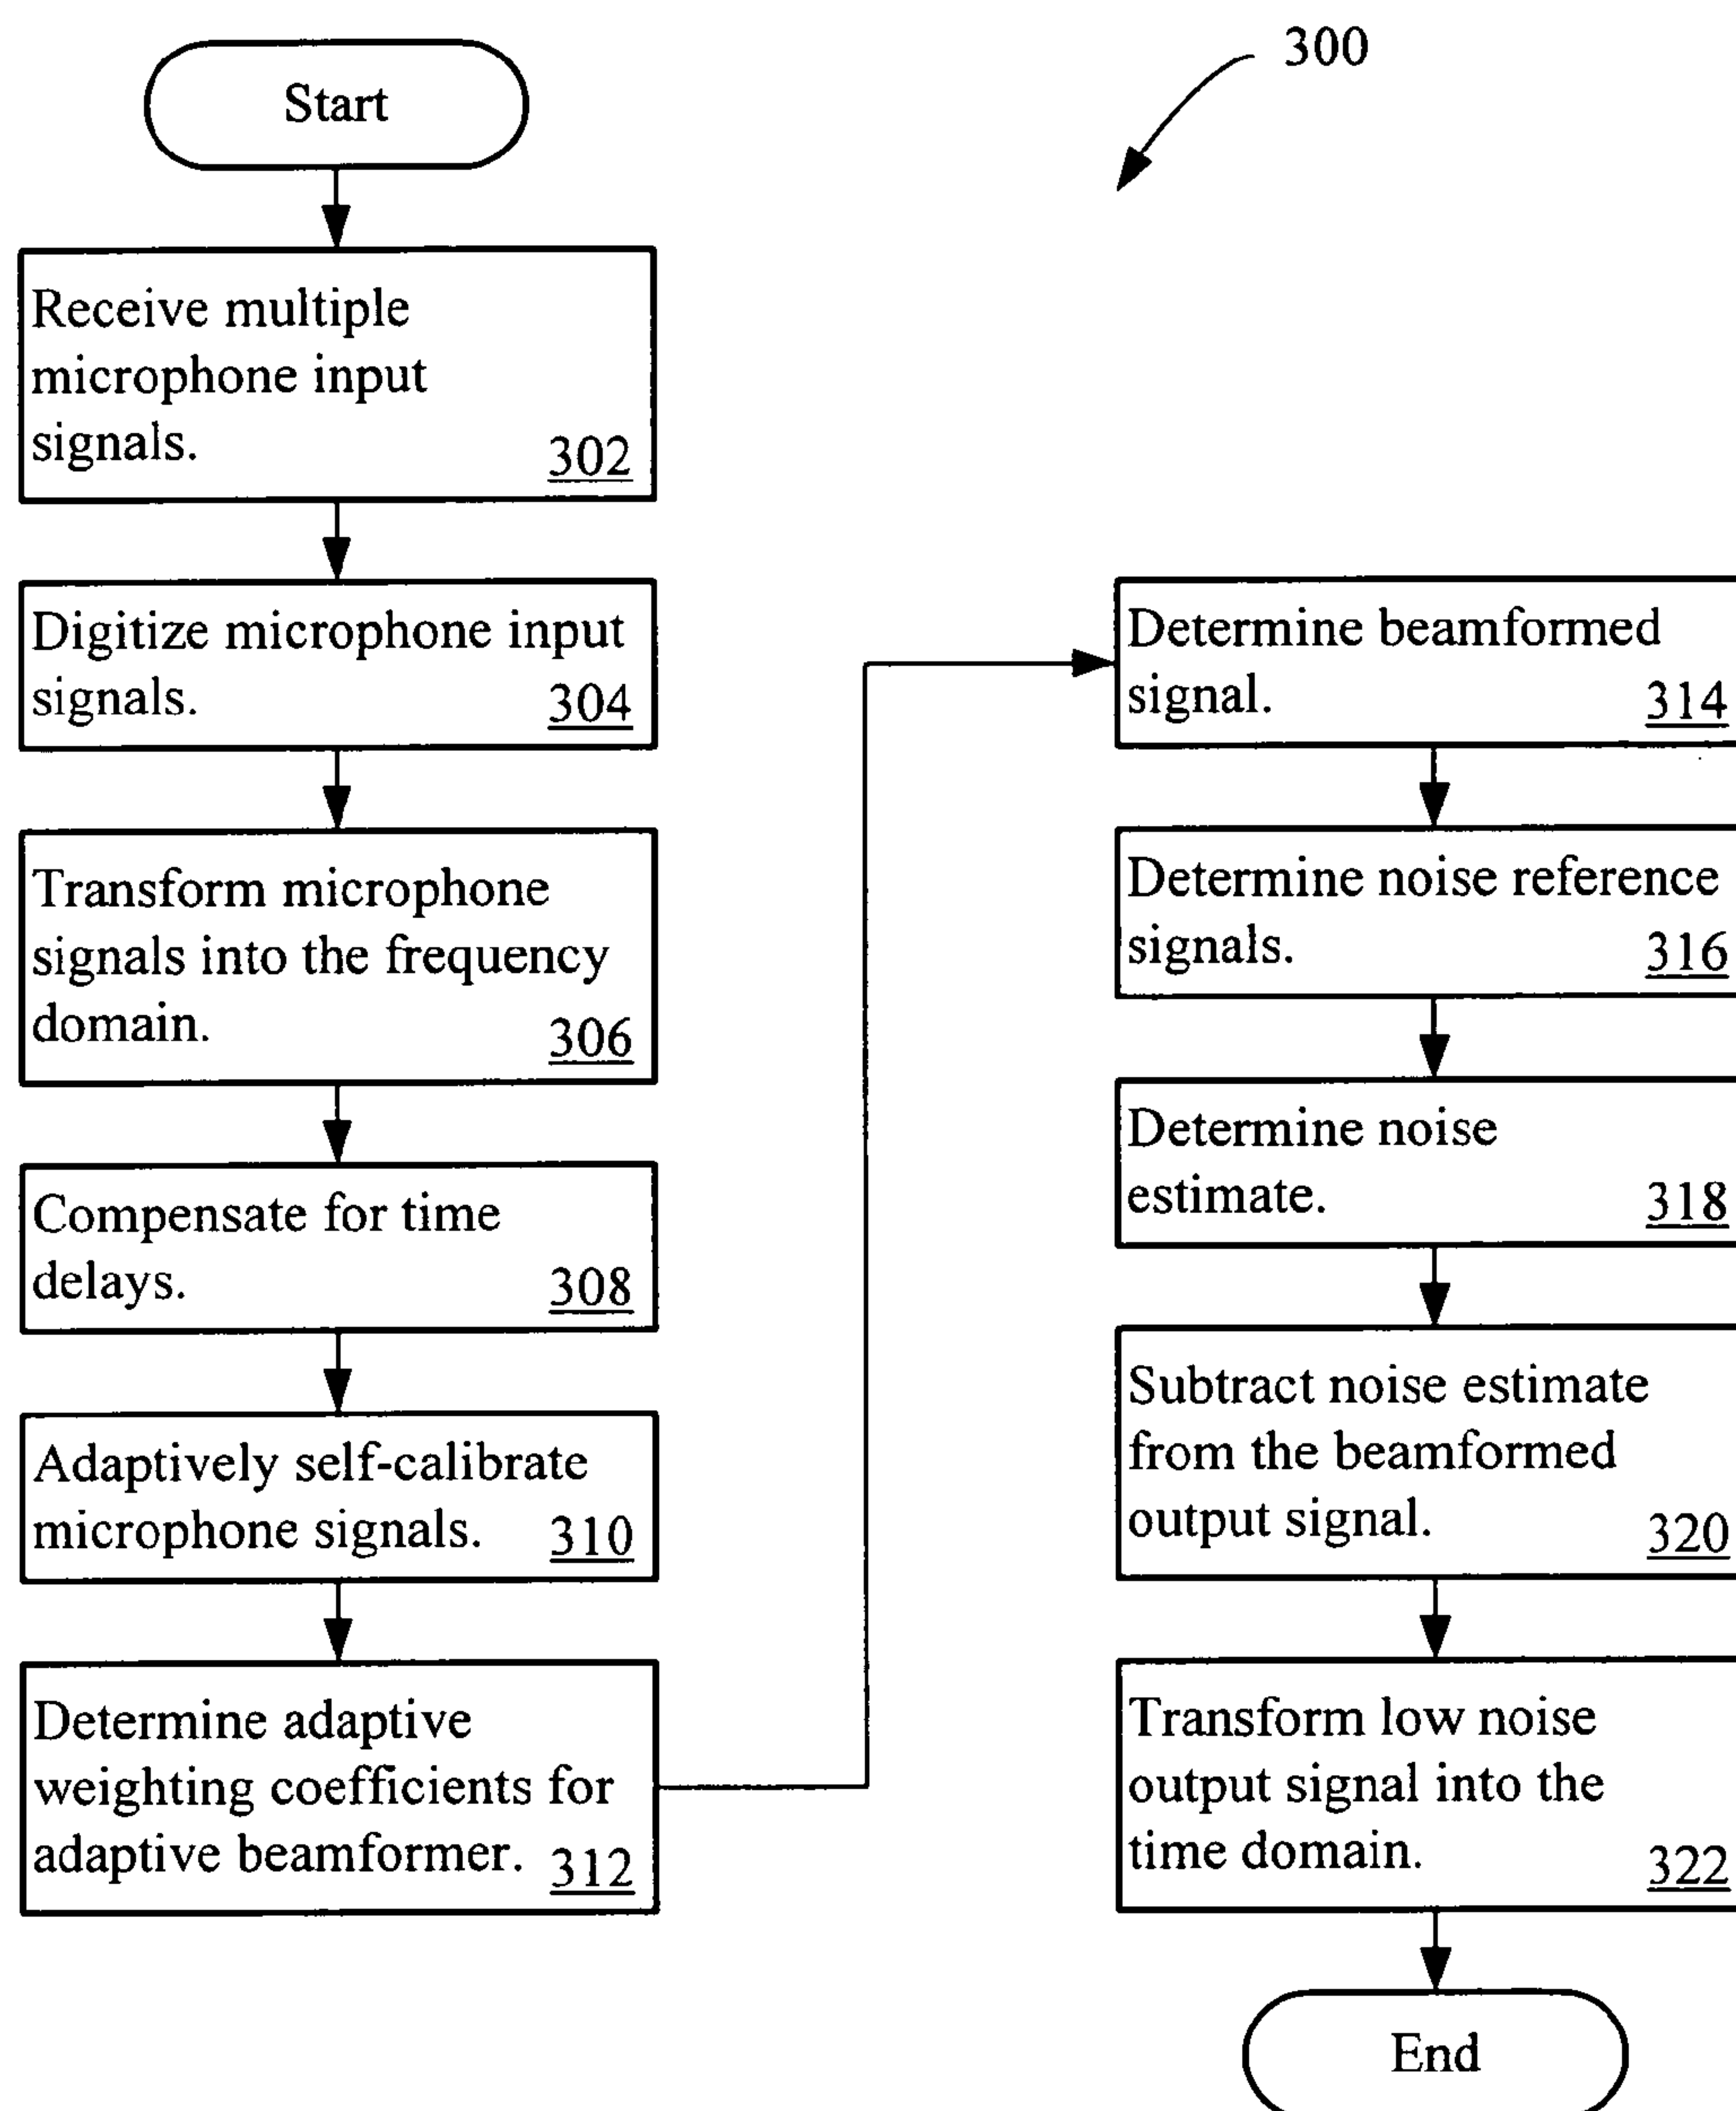 300
Start
Receive multiple
microphone input
signals.
302
Digitize microphone input
signals.
304
Transform microphone
signals into the frequency
domain.
306
Compensate for time
delays.
308
Adaptively self-calibrate
microphone signals.
310
Determine adaptive
weighting coefficients for
adaptive beamformer.
312
Determine beamformed
signal.
314
Determine noise reference
signals.
316
Determine noise
estimate.
318
Subtract noise estimate
from the beamformed
output signal.
320
Transform low noise
output signal into the
time domain.
322
End